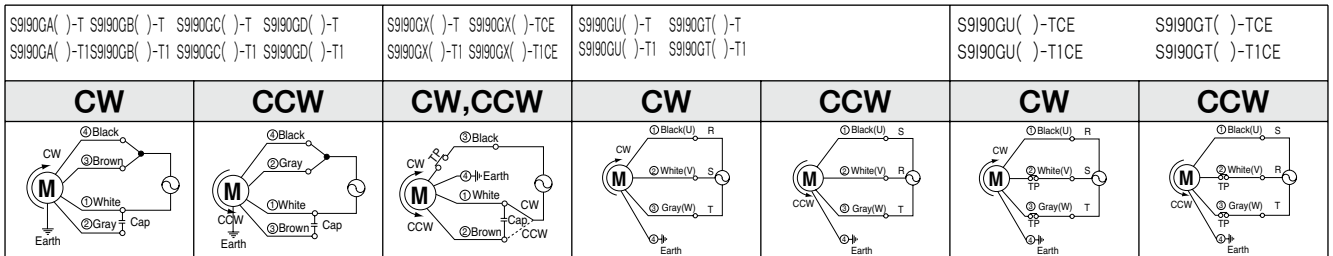 S9I90GA( )-T S9I90GB( )-T S9I90GC( )-T S9I90GD( )-T
S9I90GA( )-T1S9I90GB( )-T1 S9I90GC( )-T1 S9I90GD( )-T1
S9I90GX( )-T S9I90GX( )-TCE
S9I90GX( )-T1 S9I90GX( )-T1CE
S9I90GU( )-T S9I90GT( )-T
S9I90GU( )-T1 S9I90GT( )-T1
S9I90GU( )-TCE S9I90GT( )-TCE
S9I90GU( )-T1CE S9I90GT( )-T1CE
CW CCW CW,CCW CW CCW CW CCW
④Black
CW
③Brown
M
①White
②Gray Cap
Earth
④Black
②Gray
M
①White
CCW
③Brown Cap
Earth
③Black
TP
CW
④Earth
M
①White
CW
Cap
CCW
②Brown
CCW
①Black(U) R
CW
②White(V) S
M
③Gray(W) T
④
Earth
①Black(U) S
②White(V) R
M
CCW
③Gray(W) T
④
Earth
①Black(U) R
CW
②White(V) S
M
TP
③Gray(W) T
TP
④
Earth
①Black(U) S
②White(V) R
M
TP
CCW
③Gray(W) T
TP
④
Earth